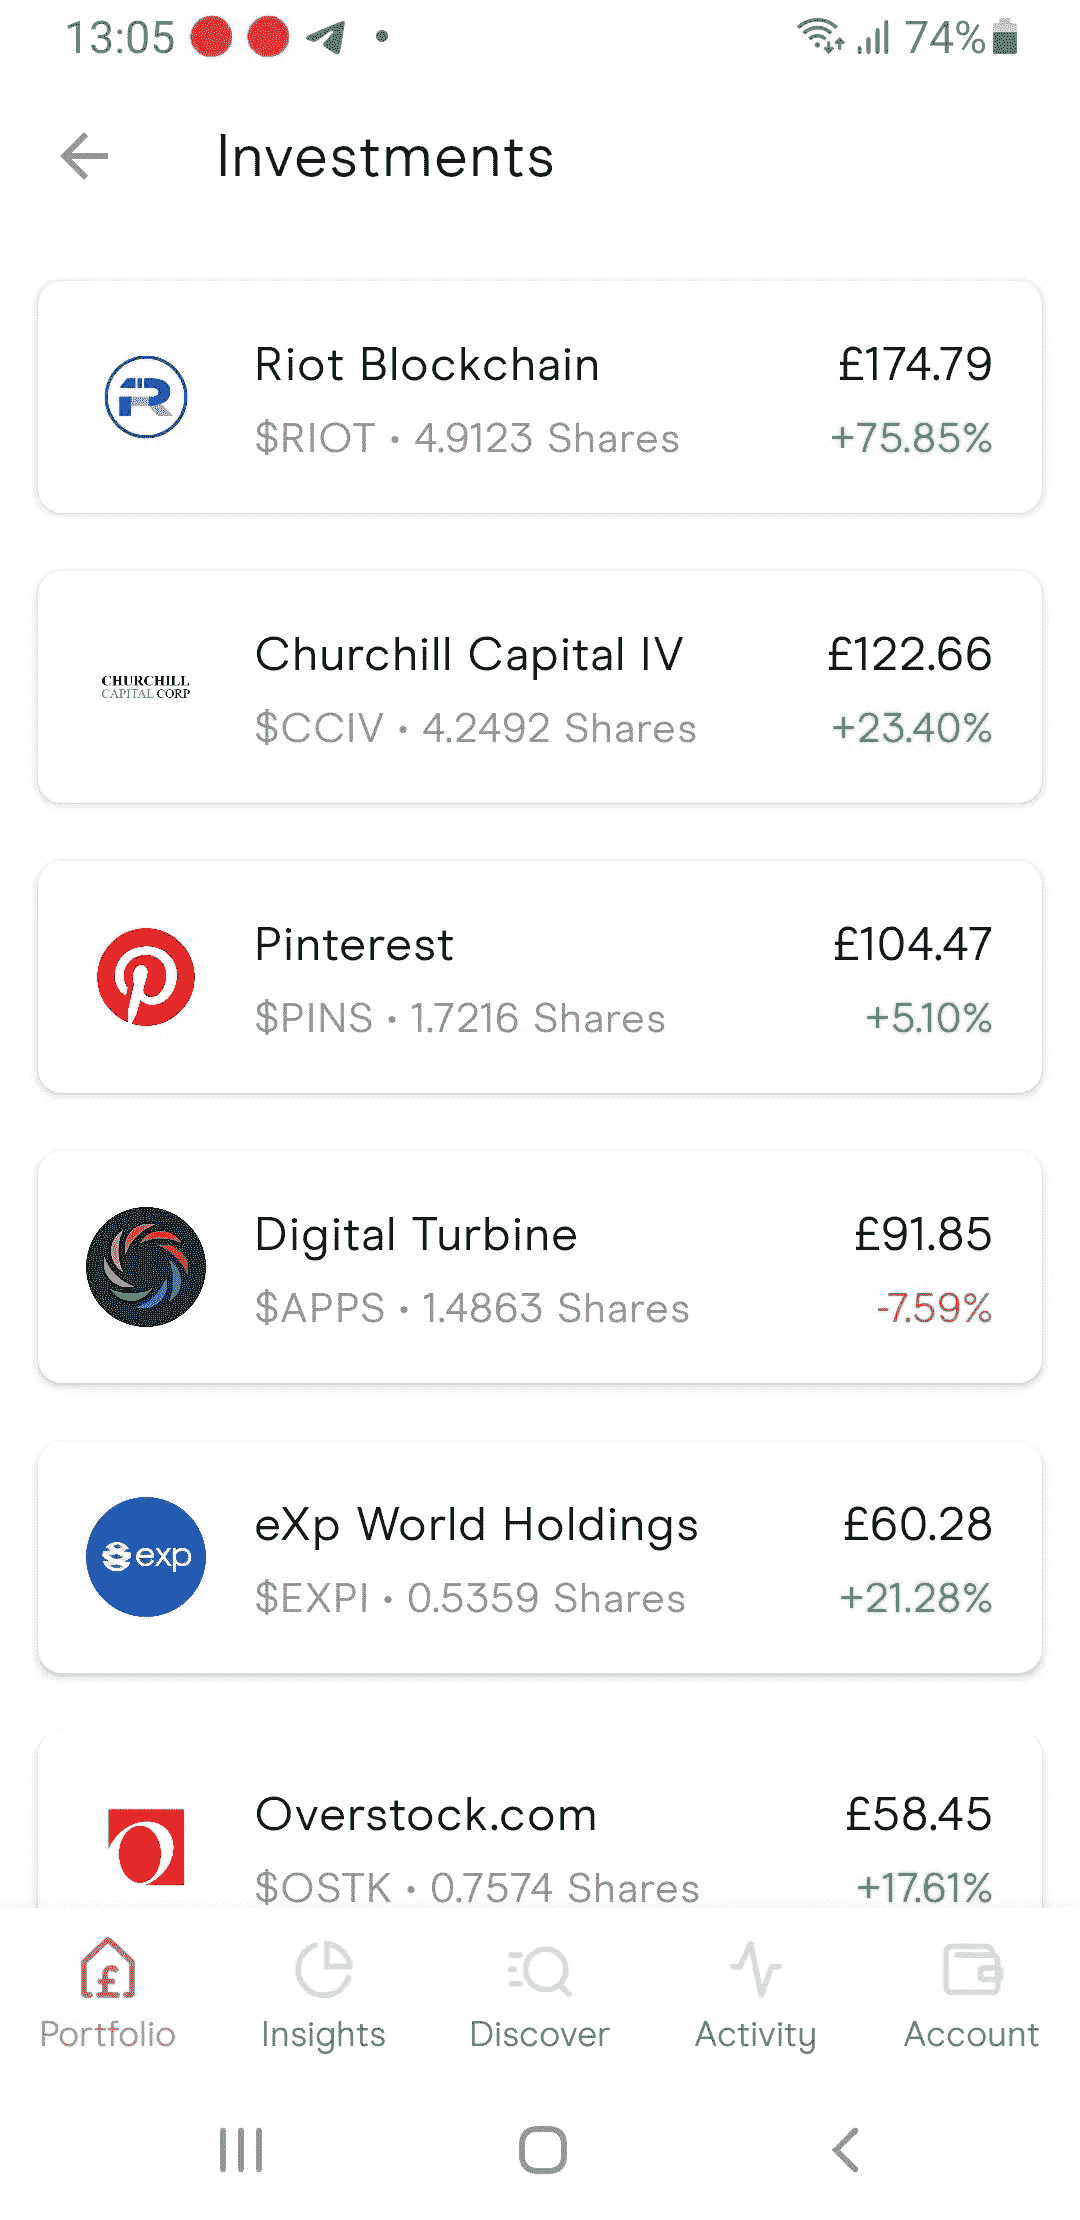 13:05 74%
Investments
Riot Blockchain £174.79
$RIOT • 4.9123 Shares +75.85%
CHURCHILL
CAPITAL CORP
Churchill Capital IV £122.66
$CCIV • 4.2492 Shares +23.40%
Pinterest £104.47
$PINS • 1.7216 Shares +5.10%
Digital Turbine £91.85
$APPS • 1.4863 Shares -7.59%
exp
eXp World Holdings £60.28
$EXPI • 0.5359 Shares +21.28%
Overstock.com £58.45
$OSTK • 0.7574 Shares +17.61%
£
Portfolio Insights Discover Activity Account